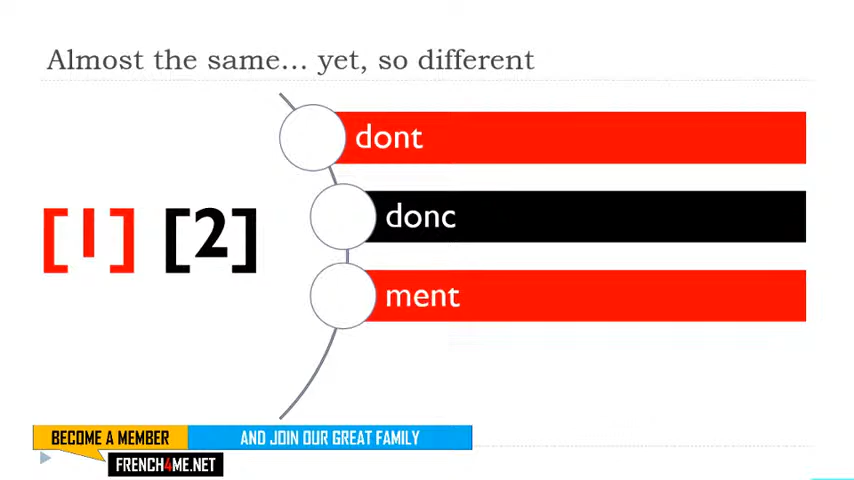 Almost the same... yet, so different
dont
[1] [2]
donc
ment
BECOME A MEMBER
AND JOIN OUR GREAT FAMILY
FRENCH4ME.NET